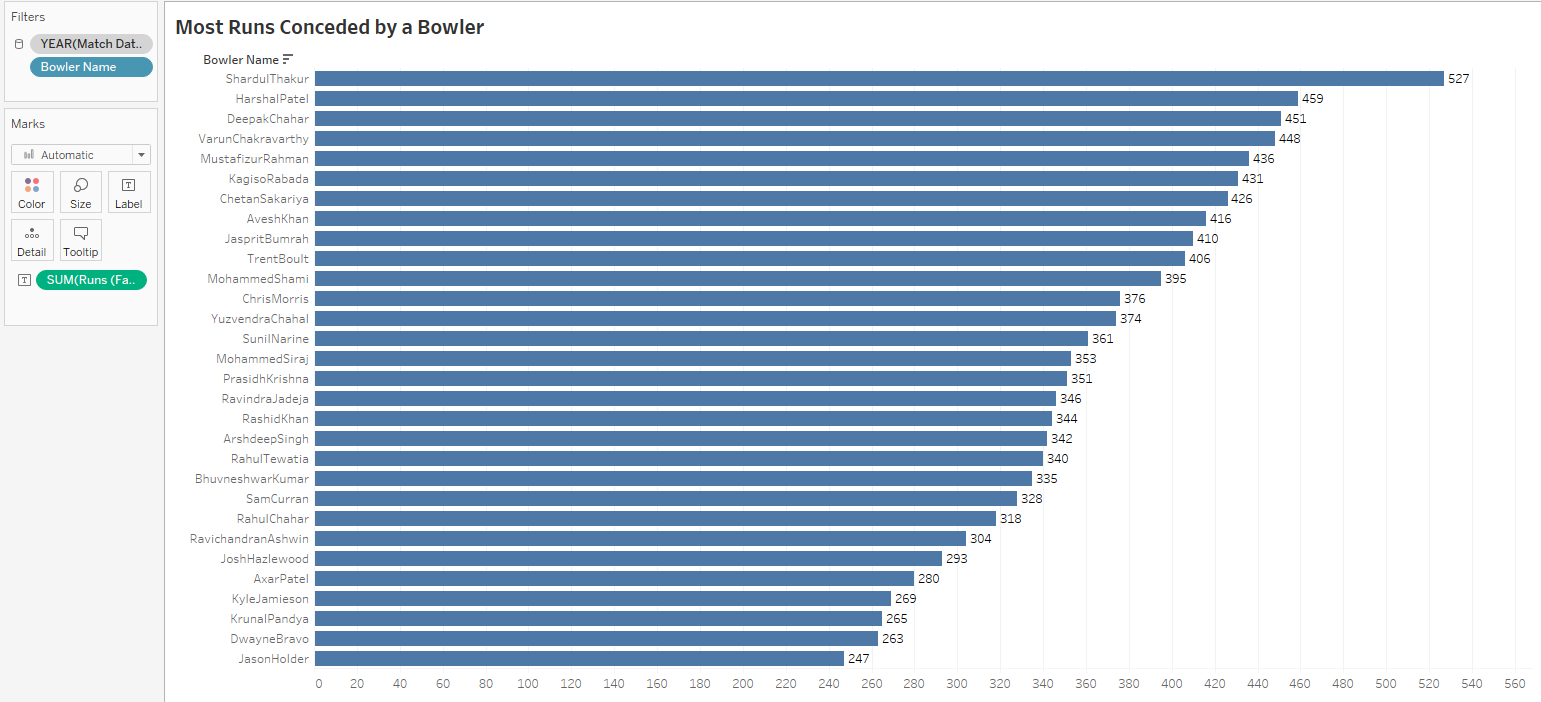 Filters
YEAR(Match Dat..
Bowler Name
Marks
Automatic
Color Size Label
Detail Tooltip
SUM(Runs (Fa..
Most Runs Conceded by a Bowler
Bowler Name
ShardulThakur 527
HarshalPatel 459
DeepakChahar 451
VarunChakravarthy 448
MustafizurRahman 436
KagisoRabada 431
ChetanSakariya 426
AveshKhan 416
JaspritBumrah 410
TrentBoult 406
MohammedShami 395
ChrisMorris 376
YuzvendraChahal 374
SunilNarine 361
MohammedSiraj 353
PrasidhKrishna 351
RavindraJadeja 346
RashidKhan 344
ArshdeepSingh 342
RahulTewatia 340
BhuvneshwarKumar 335
SamCurran 328
RahulChahar 318
RavichandranAshwin 304
JoshHazlewood 293
AxarPatel 280
KyleJamieson 269
KrunalPandya 265
DwayneBravo 263
JasonHolder 247
0 20 40 60 80 100 120 140 160 180 200 220 240 260 280 300 320 340 360 380 400 420 440 460 480 500 520 540 560